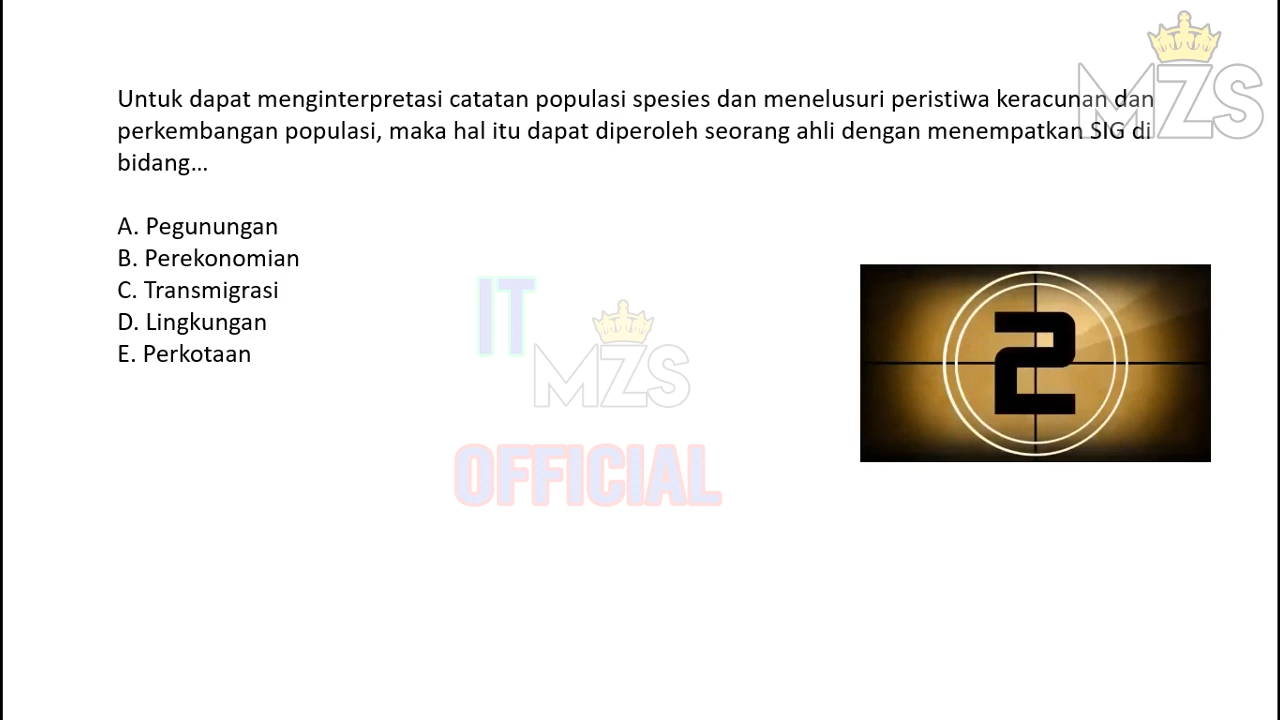 MZS
Untuk dapat menginterpretasi catatan populasi spesies dan menelusuri peristiwa keracunan dan
perkembangan populasi, maka hal itu dapat diperoleh seorang ahli dengan menempatkan SIG di
bidang...
A. Pegunungan
B. Perekonomian
C. Transmigrasi
D. Lingkungan
E. Perkotaan
IT
MZS
OFFICIAL
2